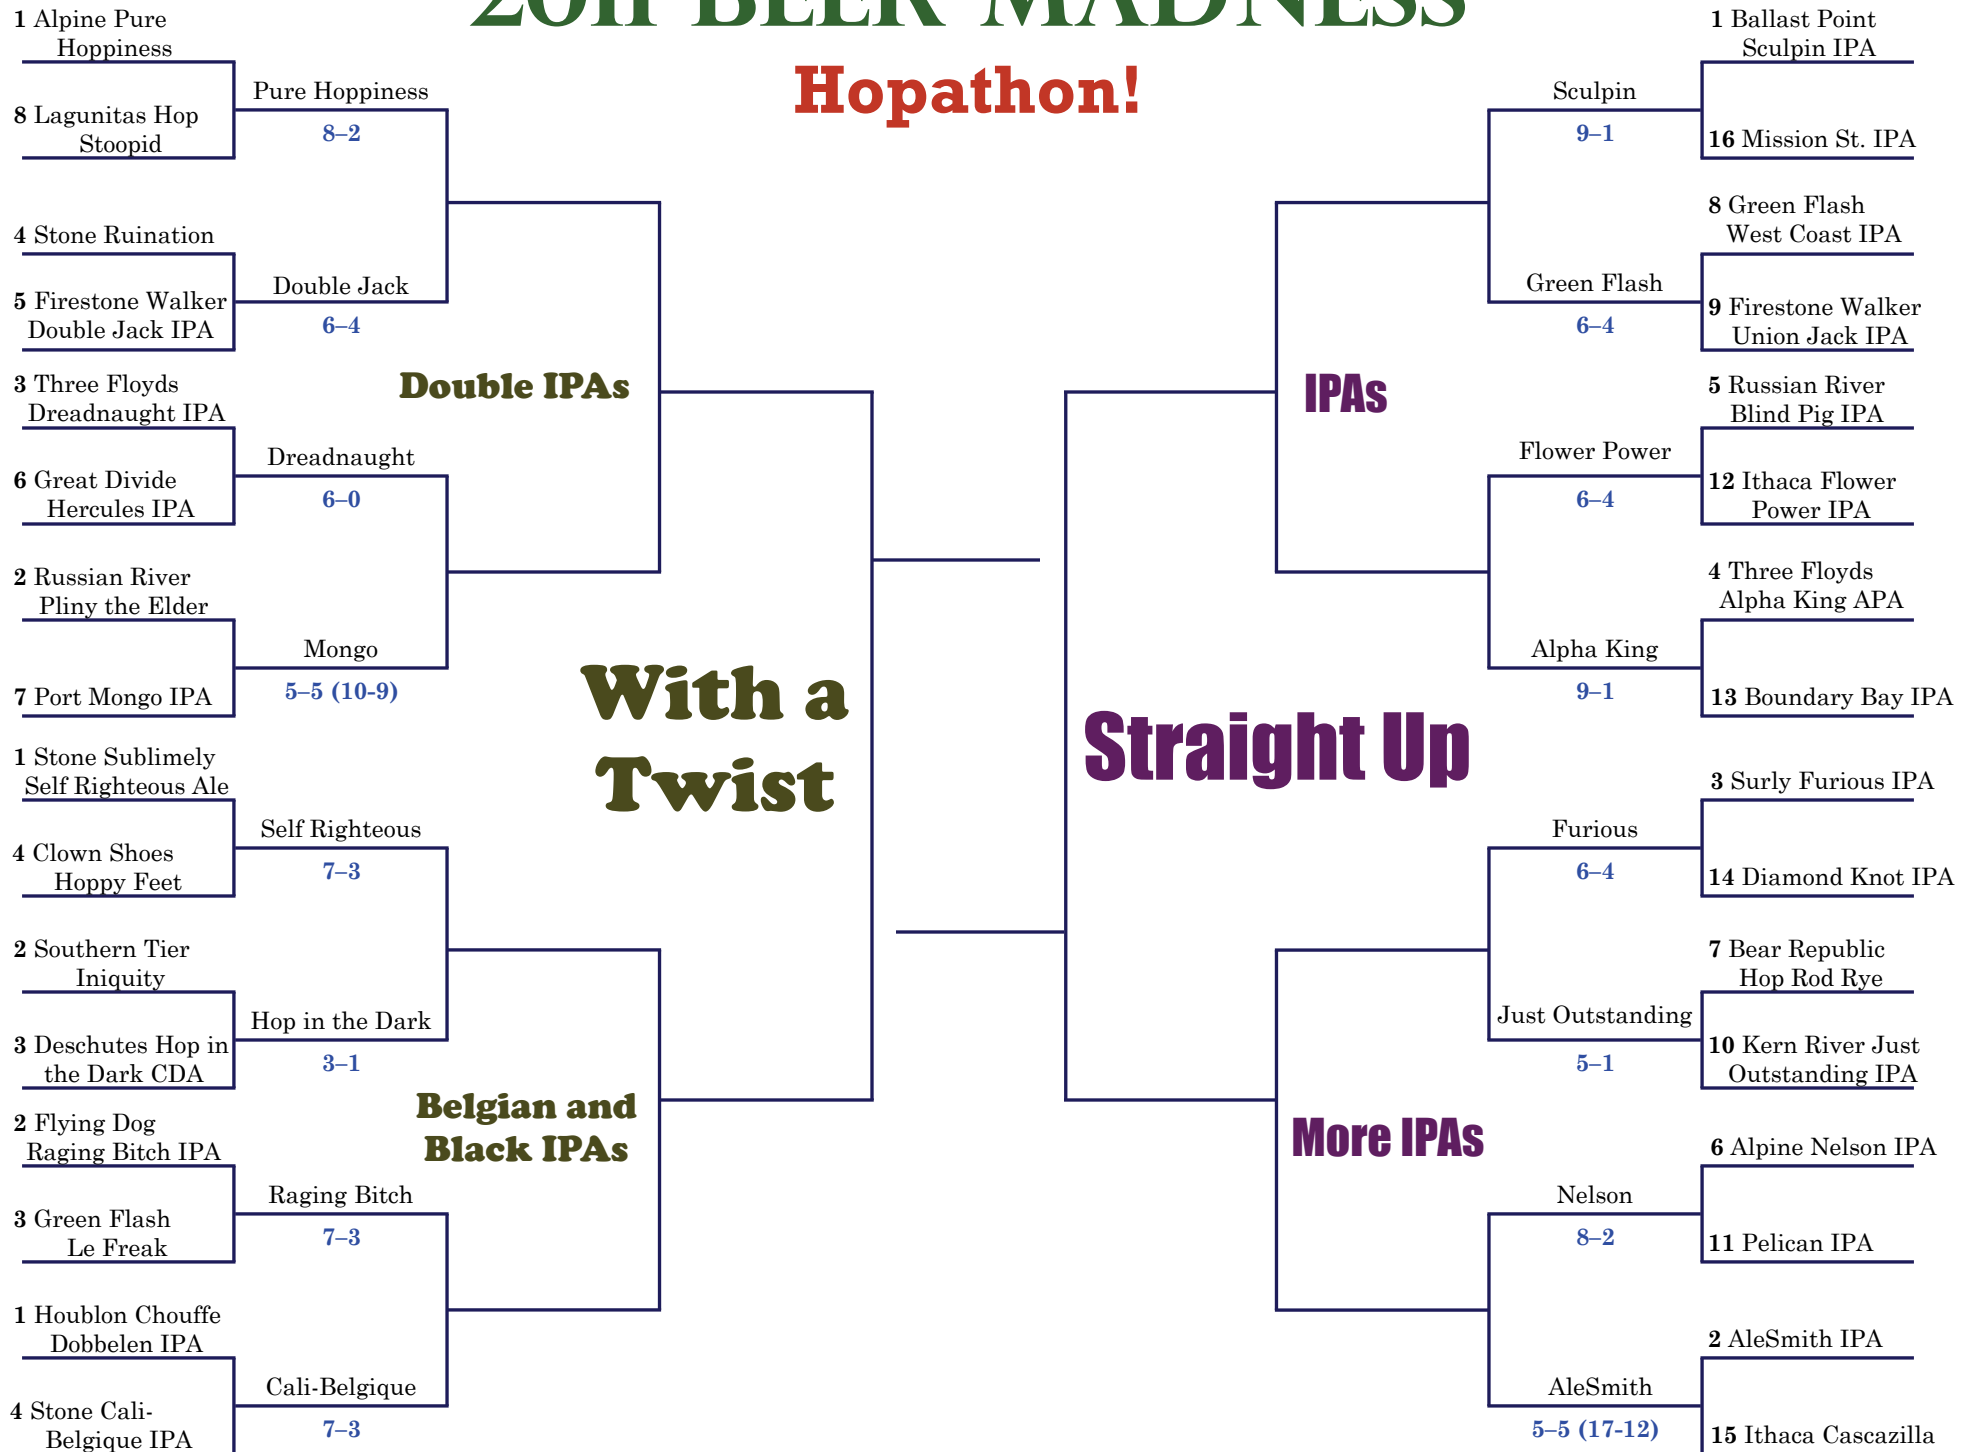 2011 BEER MADNESS
Hopathon!
1 Alpine Pure
Hoppiness
8 Lagunitas Hop
Stoopid
4 Stone Ruination
5 Firestone Walker
Double Jack IPA
3 Three Floyds
Dreadnaught IPA
6 Great Divide
Hercules IPA
2 Russian River
Pliny the Elder
7 Port Mongo IPA
1 Stone Sublimely
Self Righteous Ale
4 Clown Shoes
Hoppy Feet
2 Southern Tier
Iniquity
3 Deschutes Hop in
the Dark CDA
2 Flying Dog
Raging Bitch IPA
3 Green Flash
Le Freak
1 Houblon Chouffe
Dobbelen IPA
4 Stone Cali-
Belgique IPA
Pure Hoppiness
8–2
Double Jack
6–4
Dreadnaught
6–0
Mongo
5–5 (10-9)
Self Righteous
7–3
Hop in the Dark
3–1
Raging Bitch
7–3
Cali-Belgique
7–3
Double IPAs
With a
Twist
Belgian and
Black IPAs
IPAs
Straight Up
More IPAs
Sculpin
9–1
Green Flash
6–4
Flower Power
6–4
Alpha King
9–1
Furious
6–4
Just Outstanding
5–1
Nelson
8–2
AleSmith
5–5 (17-12)
1 Ballast Point
Sculpin IPA
16 Mission St. IPA
8 Green Flash
West Coast IPA
9 Firestone Walker
Union Jack IPA
5 Russian River
Blind Pig IPA
12 Ithaca Flower
Power IPA
4 Three Floyds
Alpha King APA
13 Boundary Bay IPA
3 Surly Furious IPA
14 Diamond Knot IPA
7 Bear Republic
Hop Rod Rye
10 Kern River Just
Outstanding IPA
6 Alpine Nelson IPA
11 Pelican IPA
2 AleSmith IPA
15 Ithaca Cascazilla